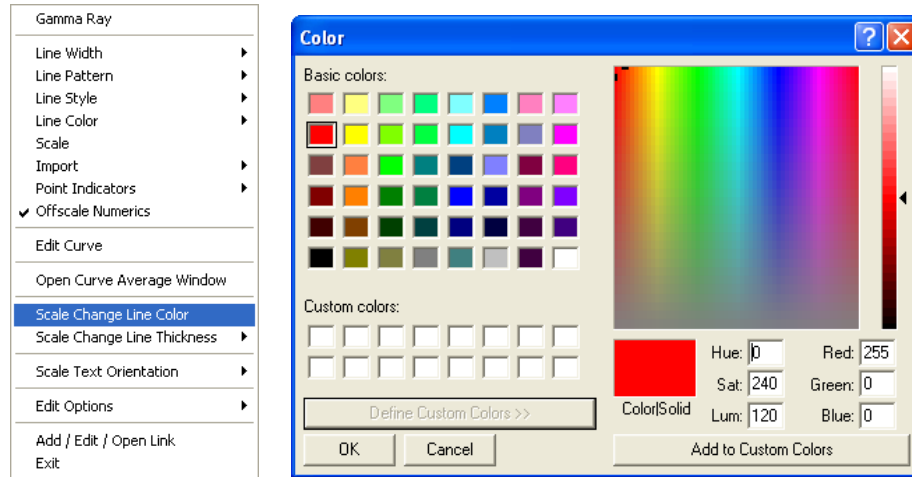 Gamma Ray
Line Width
Line Pattern
Line Style
Line Color
Scale
Import
Point Indicators
Offscale Numerics
Edit Curve
Open Curve Average Window
Scale Change Line Color
Scale Change Line Thickness
Scale Text Orientation
Edit Options
Add / Edit / Open Link
Exit
Color
Basic colors:
Custom colors:
Define Custom Colors >>
OK Cancel
Color|Solid
Hue: 0 Red: 255
Sat: 240 Green: 0
Lum: 120 Blue: 0
Add to Custom Colors